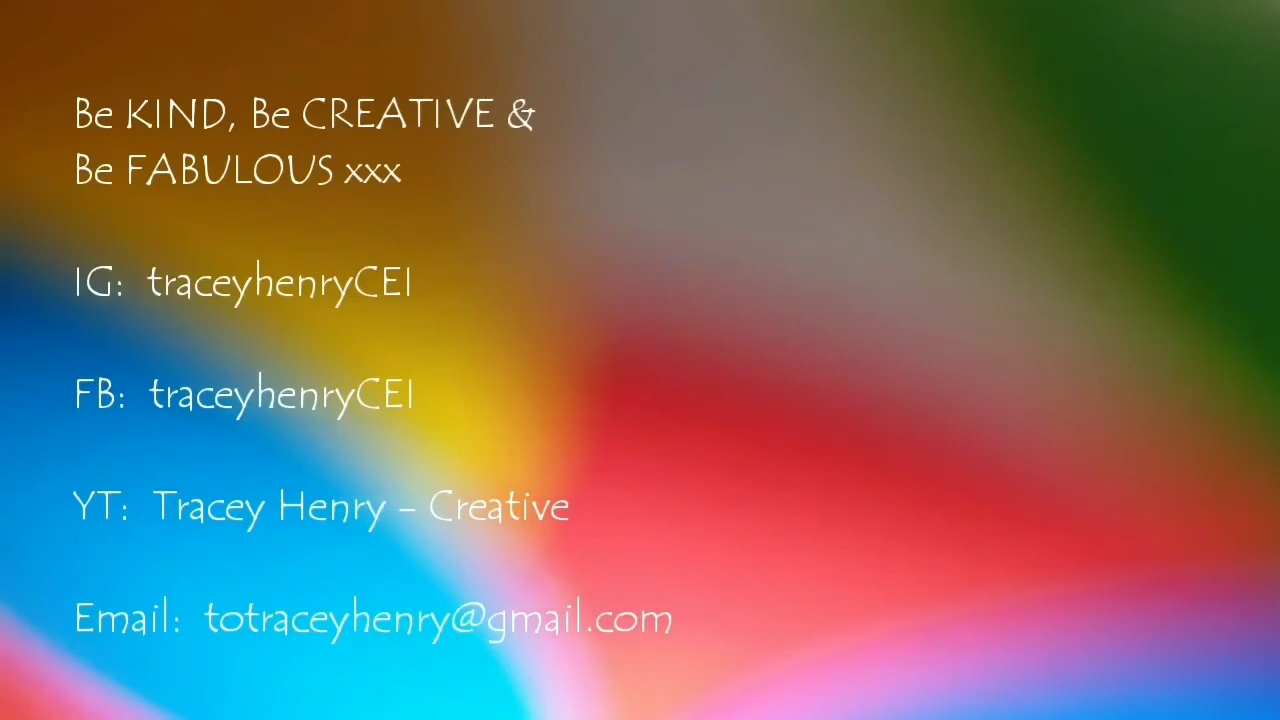 Be KIND, Be CREATIVE &
Be FABULOUS xxx
IG: traceyhenryCEI
FB: traceyhenryCEI
YT: Tracey Henry - Creative
Email: totraceyhenry@gmail.com